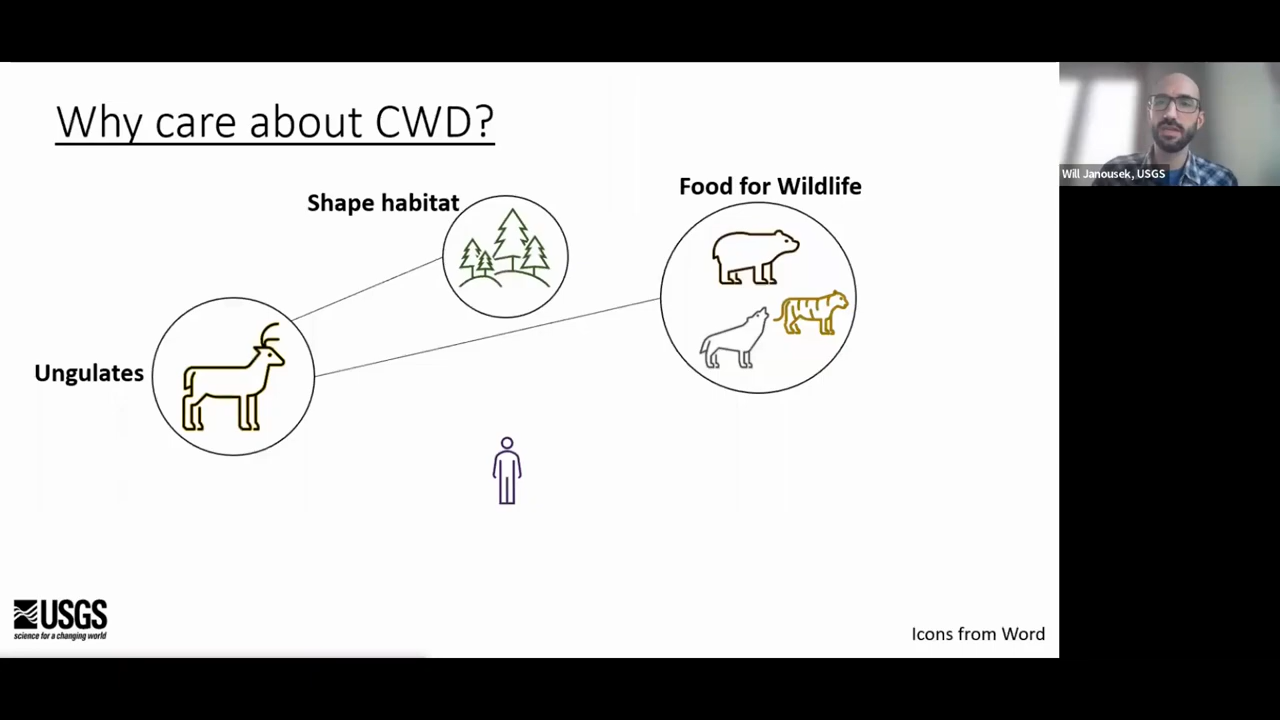 Why care about CWD?
Shape habitat
Food for Wildlife
Ungulates
Will Janousek, USGS
USGS
science for a changing world
Icons from Word